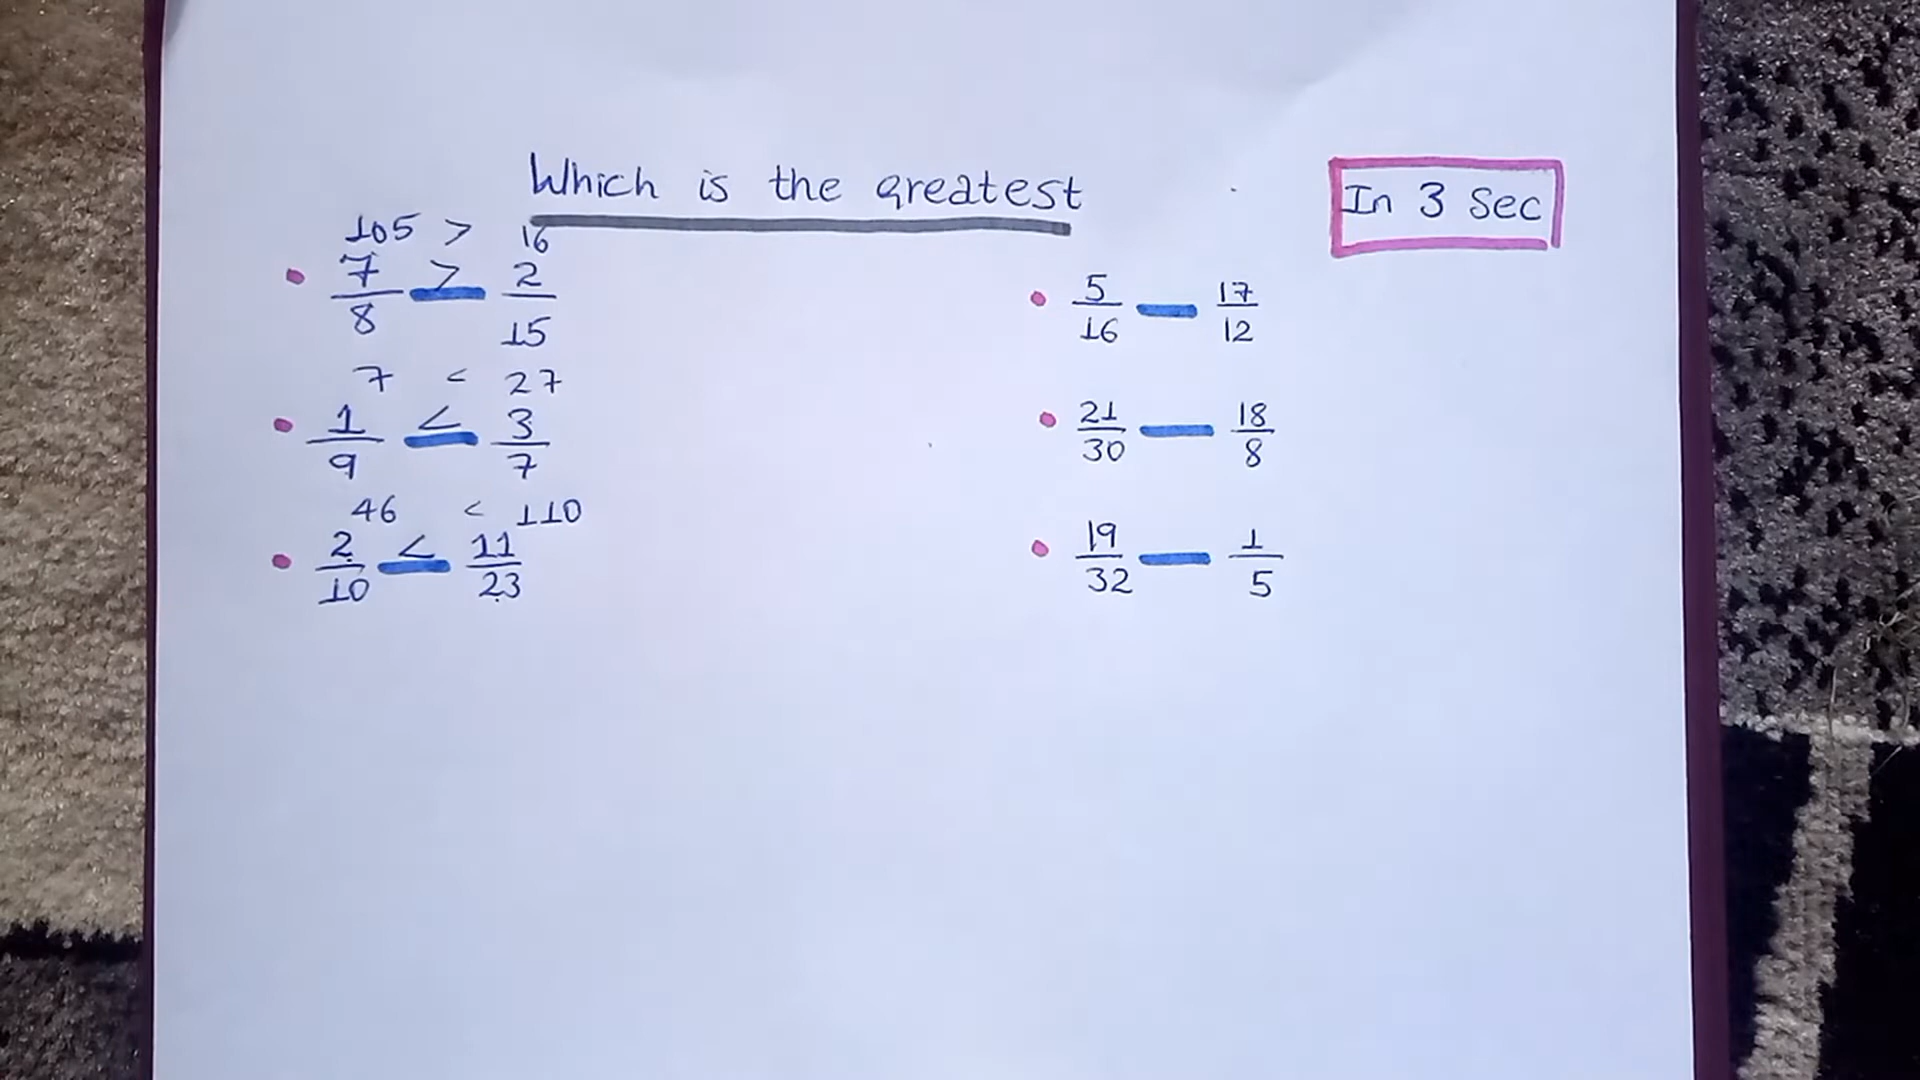 Which is the greatest
In 3 Sec
105 > 16
7/8 > 2/15
7 < 27
1/9 < 3/7
46 < 110
2/10 < 11/23
5/16 — 17/12
21/30 — 18/8
19/32 — 1/5